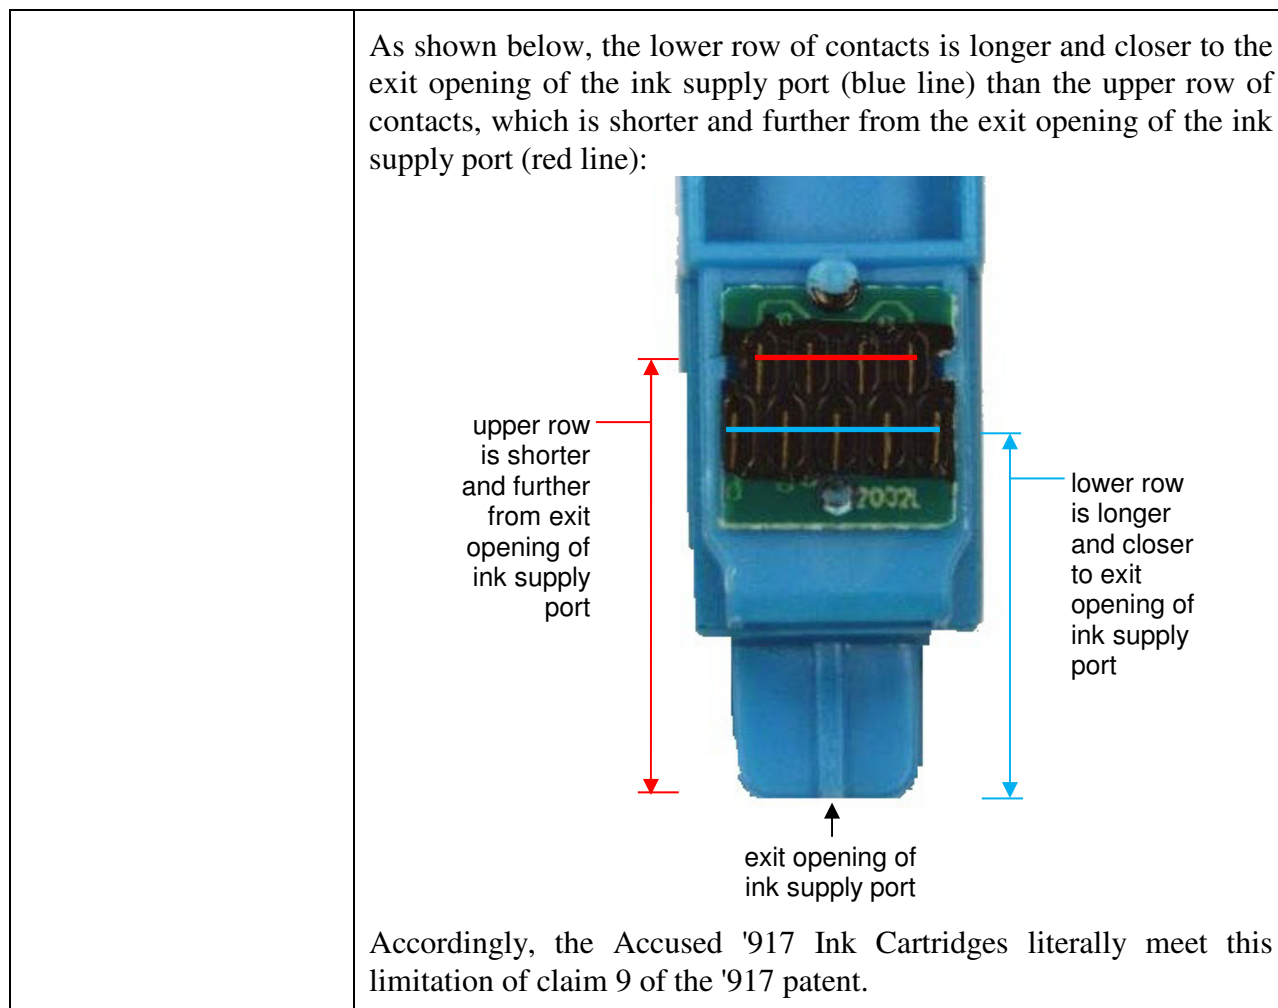 As shown below, the lower row of contacts is longer and closer to the
exit opening of the ink supply port (blue line) than the upper row of
contacts, which is shorter and further from the exit opening of the ink
supply port (red line):
upper row
is shorter
and further
from exit
opening of
ink supply
port
2002L
lower row
is longer
and closer
to exit
opening of
ink supply
port
exit opening of
ink supply port
Accordingly, the Accused '917 Ink Cartridges literally meet this
limitation of claim 9 of the '917 patent.